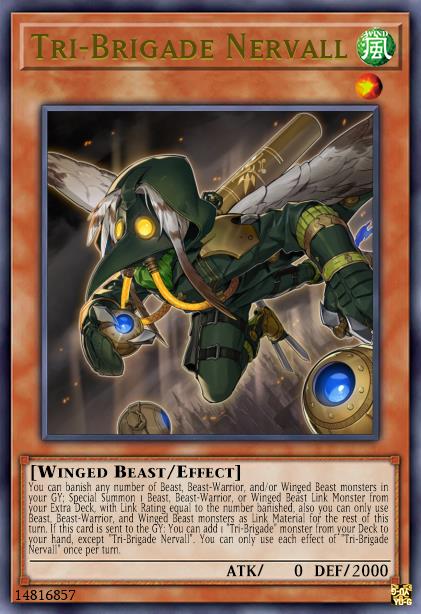 Tri-Brigade Nervall
WIND
風
[Winged Beast/Effect]
You can banish any number of Beast, Beast-Warrior, and/or Winged Beast monsters in
your GY; Special Summon 1 Beast, Beast-Warrior, or Winged Beast Link Monster from
your Extra Deck, with Link Rating equal to the number banished, also you can only use
Beast, Beast-Warrior, and Winged Beast monsters as Link Material for the rest of this
turn. If this card is sent to the GY: You can add 1 "Tri-Brigade" monster from your Deck to
your hand, except "Tri-Brigade Nervall". You can only use each effect of "Tri-Brigade
Nervall" once per turn.
ATK/ 0 DEF/2000
14816857